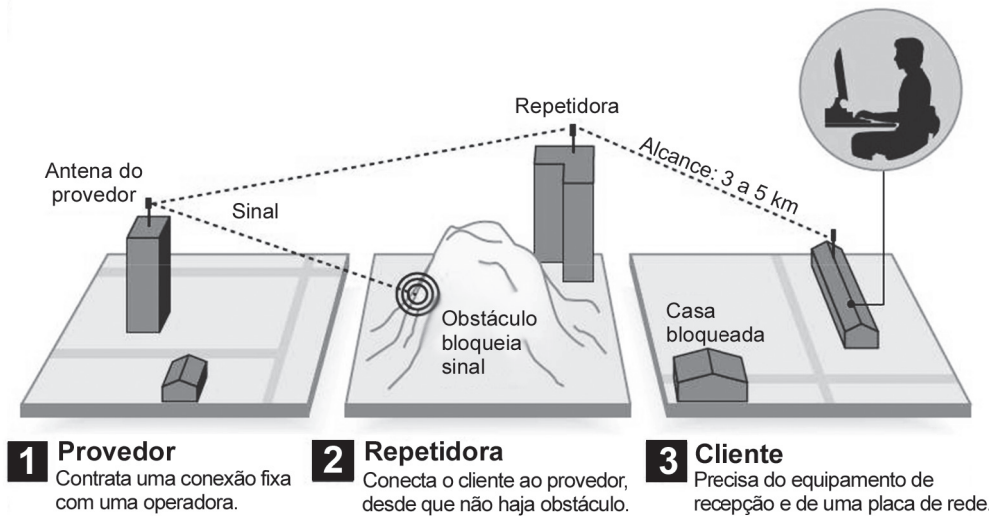 Repetidora
Alcance: 3 a 5 km
Antena do
provedor
Sinal
Obstáculo
bloqueia
sinal
Casa
bloqueada
1 Provedor
Contrata uma conexão fixa
com uma operadora.
2 Repetidora
Conecta o cliente ao provedor,
desde que não haja obstáculo.
3 Cliente
Precisa do equipamento de
recepção e de uma placa de rede.